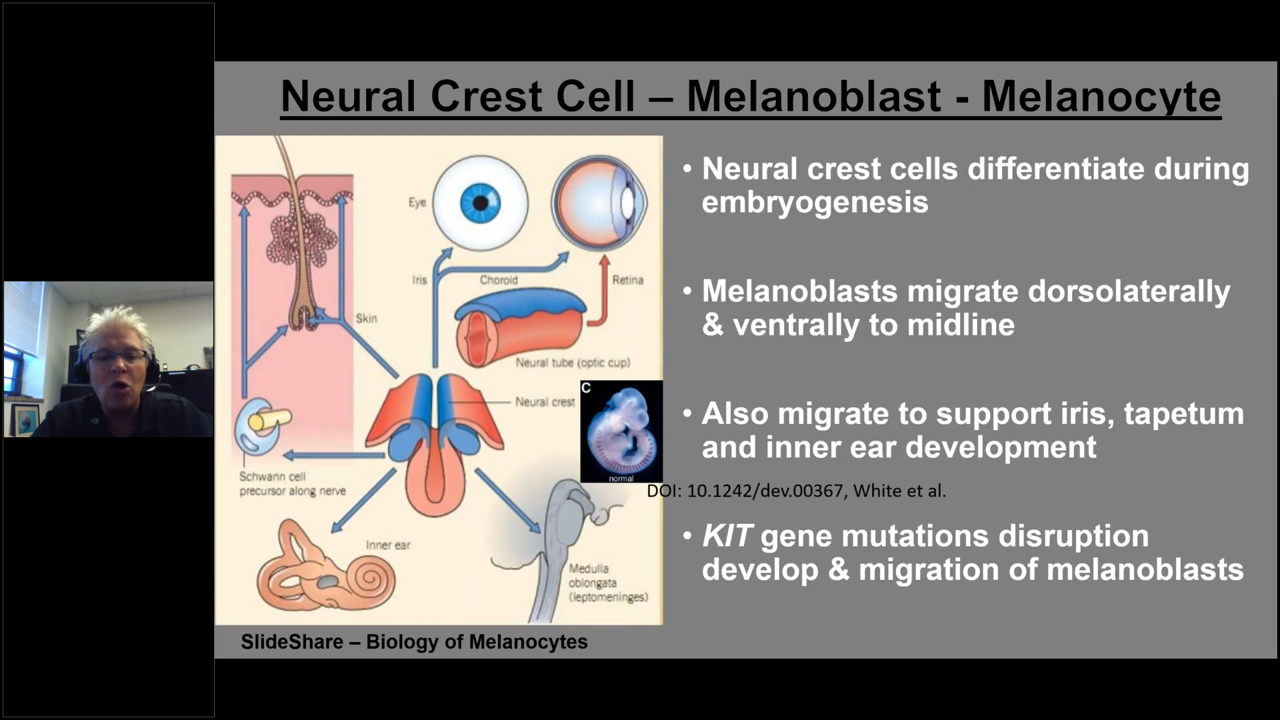 Neural Crest Cell – Melanoblast - Melanocyte
Eye
Iris
Choroid
Retina
Skin
Neural tube (optic cup)
Neural crest
C
normal
Schwann cell
precursor along nerve
Inner ear
Medulla
oblongata
(leptomeninges)
SlideShare – Biology of Melanocytes
• Neural crest cells differentiate during
embryogenesis
• Melanoblasts migrate dorsolaterally
& ventrally to midline
• Also migrate to support iris, tapetum
and inner ear development
DOI: 10.1242/dev.00367, White et al.
• KIT gene mutations disruption
develop & migration of melanoblasts